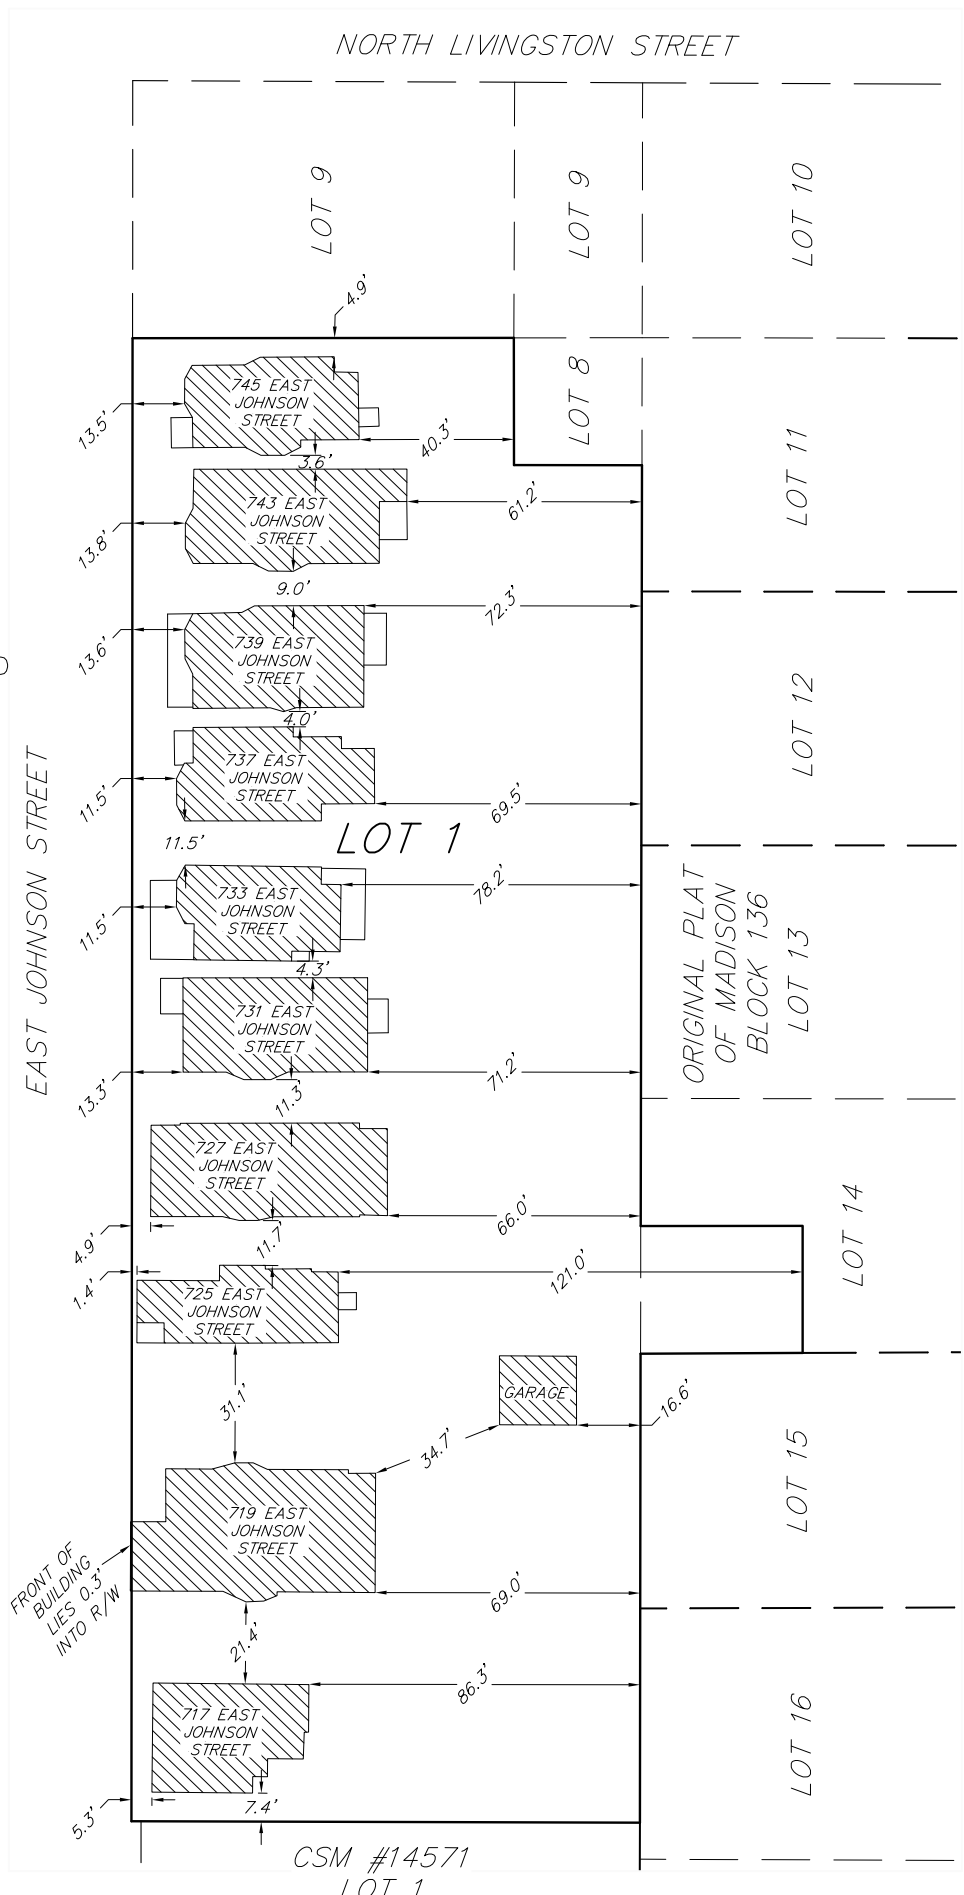 NORTH LIVINGSTON STREET
LOT 9
LOT 9
LOT 10
4.9'
745 EAST
JOHNSON
STREET
13.5'
40.3'
3.6'
LOT 8
LOT 11
743 EAST
JOHNSON
STREET
13.8'
61.2'
9.0'
72.3'
739 EAST
JOHNSON
STREET
13.6'
4.0'
LOT 12
737 EAST
JOHNSON
STREET
11.5'
69.5'
11.5'
LOT 1
EAST JOHNSON STREET
733 EAST
JOHNSON
STREET
11.5'
78.2'
4.3'
ORIGINAL PLAT
OF MADISON
BLOCK 136
LOT 13
731 EAST
JOHNSON
STREET
13.3'
71.2'
11.3'
727 EAST
JOHNSON
STREET
4.9'
66.0'
11.7'
LOT 14
1.4'
121.0'
725 EAST
JOHNSON
STREET
31.1'
GARAGE
16.6'
34.7'
LOT 15
719 EAST
JOHNSON
STREET
FRONT OF
BUILDING
LIES 0.3'
INTO R/W
69.0'
21.4'
86.3'
717 EAST
JOHNSON
STREET
LOT 16
5.3'
7.4'
CSM #14571
LOT 1